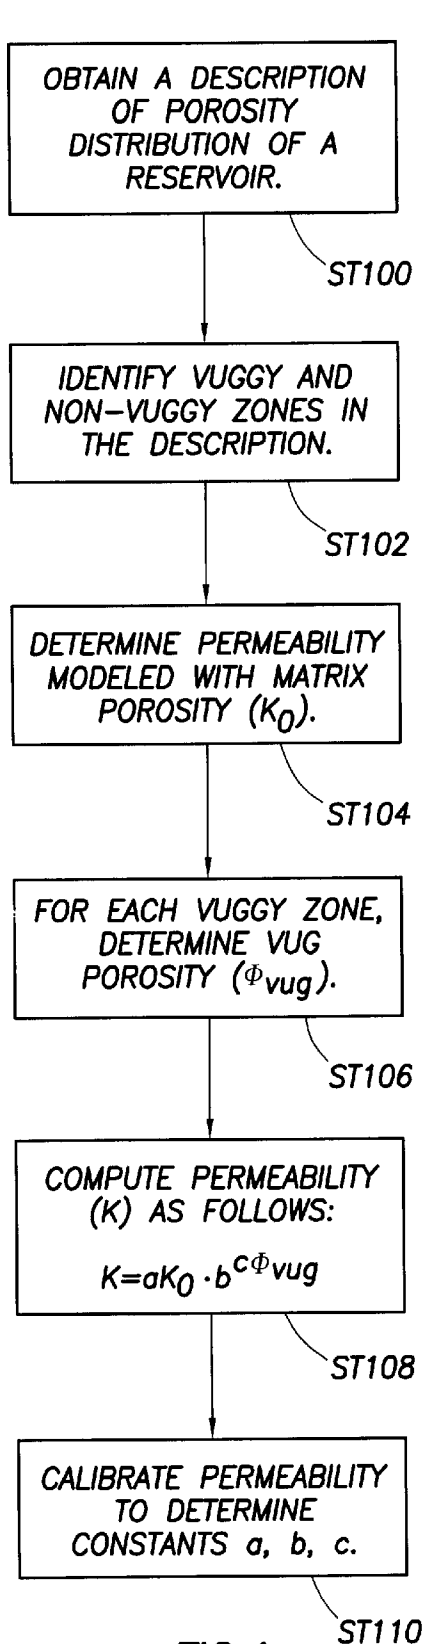 OBTAIN A DESCRIPTION
OF POROSITY
DISTRIBUTION OF A
RESERVOIR.
ST100
IDENTIFY VUGGY AND
NON-VUGGY ZONES IN
THE DESCRIPTION.
ST102
DETERMINE PERMEABILITY
MODELED WITH MATRIX
POROSITY (K0).
ST104
FOR EACH VUGGY ZONE,
DETERMINE VUG
POROSITY (Φvug).
ST106
COMPUTE PERMEABILITY
(K) AS FOLLOWS:
K=aK0·b^cΦvug
ST108
CALIBRATE PERMEABILITY
TO DETERMINE
CONSTANTS a, b, c.
ST110